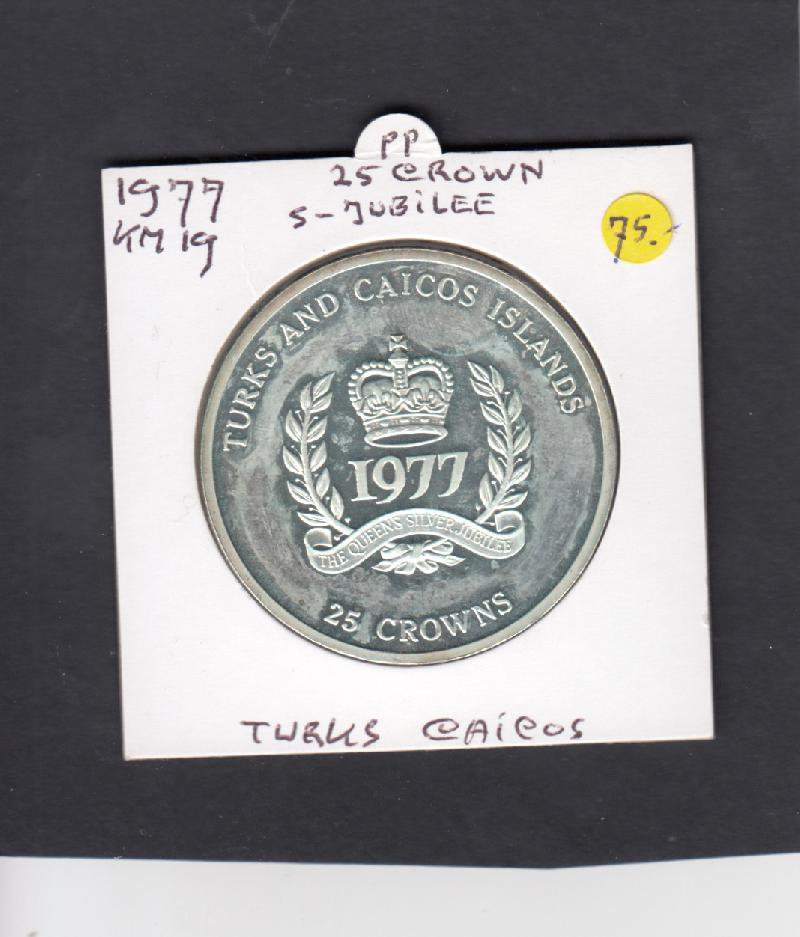 PP
25 CROWN
S-JUBiLEE
1977
KM 19
75.-
TURKS AND CAICOS ISLANDS
1977
THE QUEEN'S SILVER JUBILEE
25 CROWNS
TURKS CAiCOS